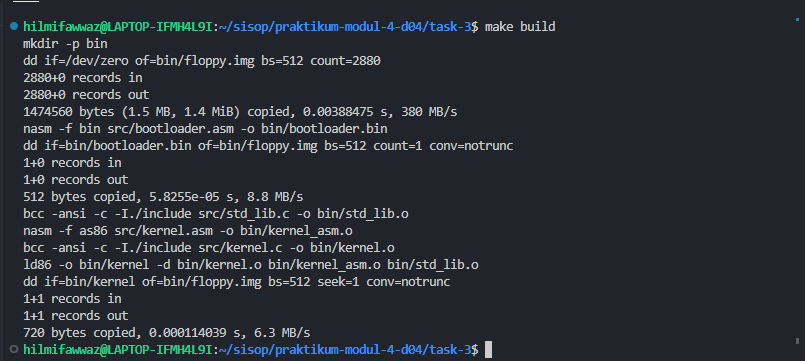 hilmifawwaz@LAPTOP-IFMH4L9I:~/sisop/praktikum-modul-4-d04/task-3$ make build
mkdir -p bin
dd if=/dev/zero of=bin/floppy.img bs=512 count=2880
2880+0 records in
2880+0 records out
1474560 bytes (1.5 MB, 1.4 MiB) copied, 0.00388475 s, 380 MB/s
nasm -f bin src/bootloader.asm -o bin/bootloader.bin
dd if=bin/bootloader.bin of=bin/floppy.img bs=512 count=1 conv=notrunc
1+0 records in
1+0 records out
512 bytes copied, 5.8255e-05 s, 8.8 MB/s
bcc -ansi -c -I./include src/std_lib.c -o bin/std_lib.o
nasm -f as86 src/kernel.asm -o bin/kernel_asm.o
bcc -ansi -c -I./include src/kernel.c -o bin/kernel.o
ld86 -o bin/kernel -d bin/kernel.o bin/kernel_asm.o bin/std_lib.o
dd if=bin/kernel of=bin/floppy.img bs=512 seek=1 conv=notrunc
1+1 records in
1+1 records out
720 bytes copied, 0.000114039 s, 6.3 MB/s
hilmifawwaz@LAPTOP-IFMH4L9I:~/sisop/praktikum-modul-4-d04/task-3$